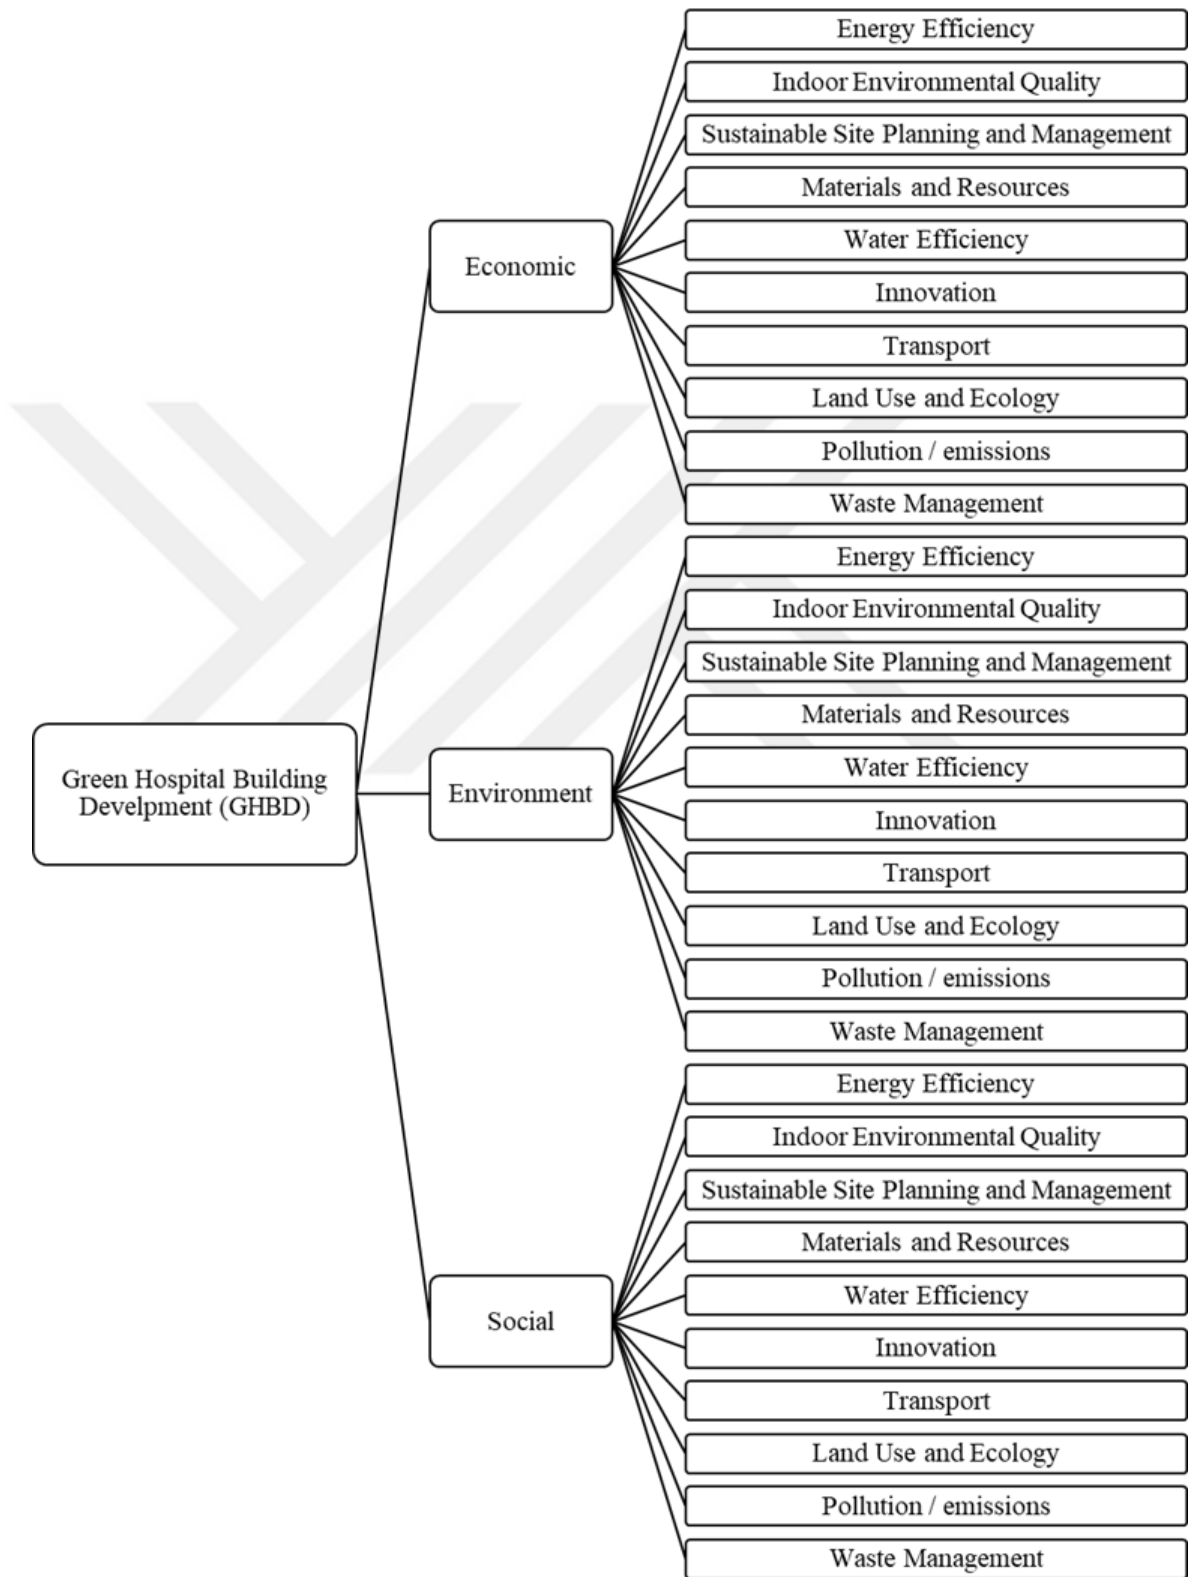 Energy Efficiency
Indoor Environmental Quality
Sustainable Site Planning and Management
Materials and Resources
Economic
Water Efficiency
Innovation
Transport
Land Use and Ecology
Pollution / emissions
Waste Management
Energy Efficiency
Indoor Environmental Quality
Sustainable Site Planning and Management
Materials and Resources
Green Hospital Building
Develpment (GHBD)
Environment
Water Efficiency
Innovation
Transport
Land Use and Ecology
Pollution / emissions
Waste Management
Energy Efficiency
Indoor Environmental Quality
Sustainable Site Planning and Management
Materials and Resources
Social
Water Efficiency
Innovation
Transport
Land Use and Ecology
Pollution / emissions
Waste Management